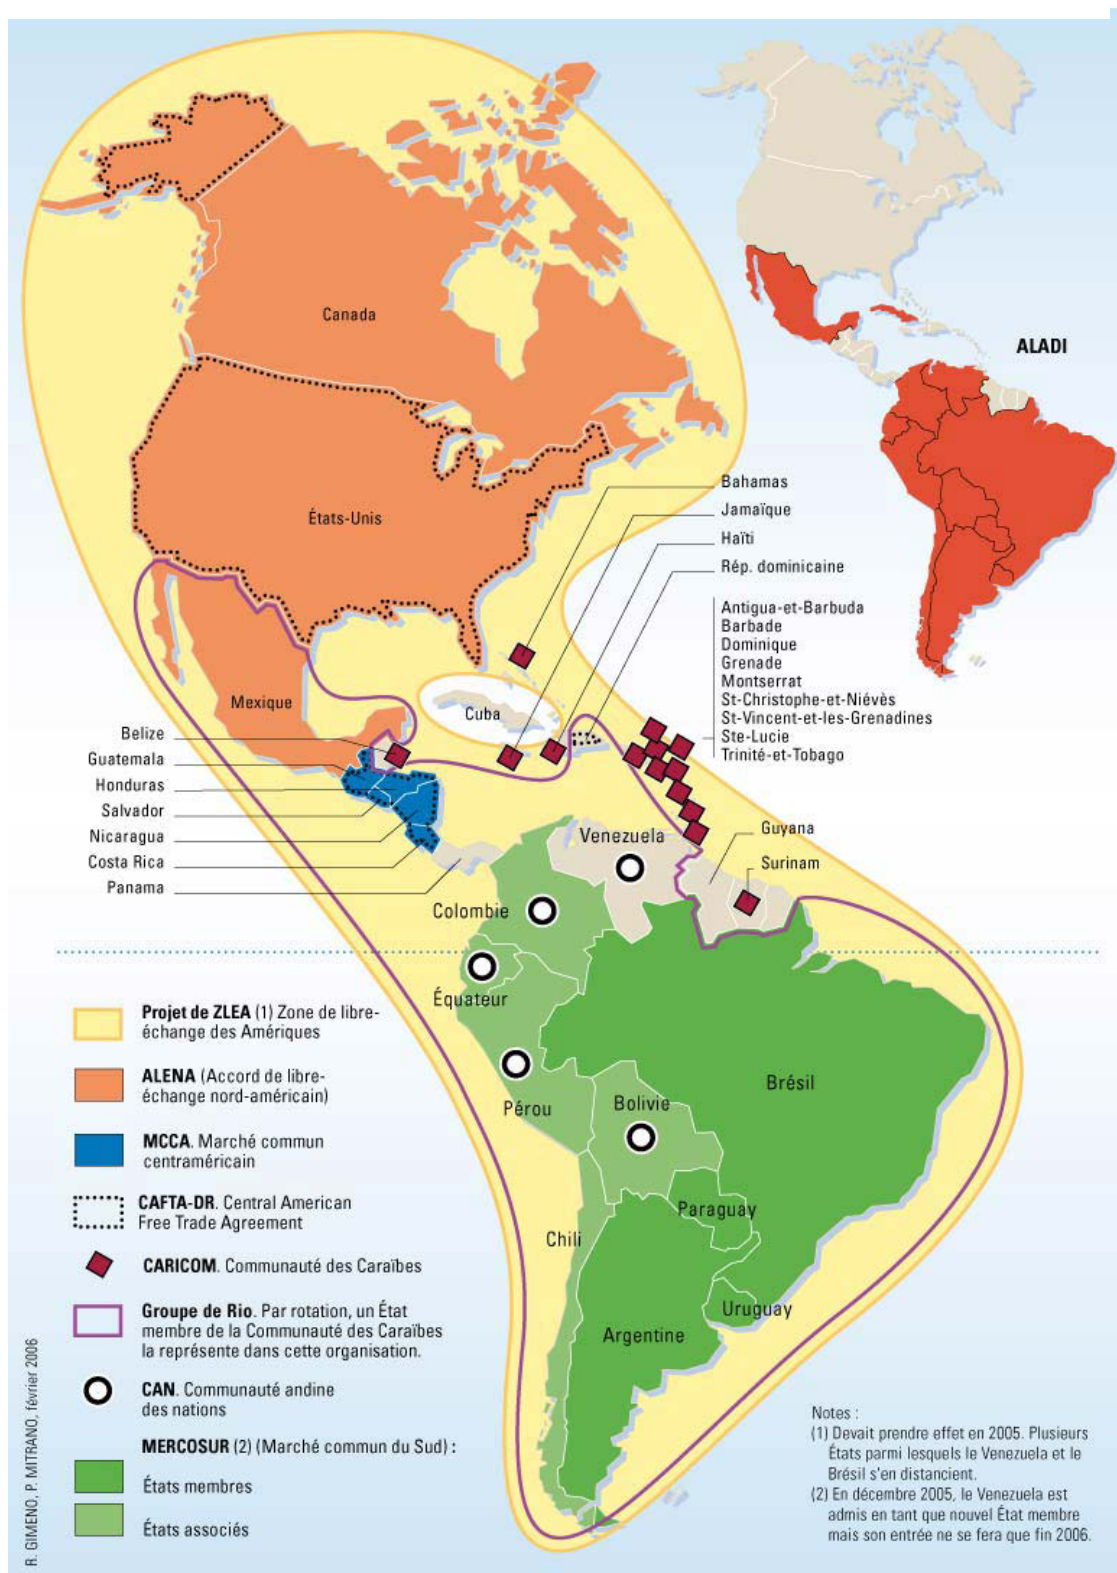 Canada
États-Unis
Mexique
Cuba
ALADI
Bahamas
Jamaïque
Haïti
Rép. dominicaine
Antigua-et-Barbuda
Barbade
Dominique
Grenade
Montserrat
St-Christophe-et-Niévès
St-Vincent-et-les-Grenadines
Ste-Lucie
Trinité-et-Tobago
Belize
Guatemala
Honduras
Salvador
Nicaragua
Costa Rica
Panama
Venezuela
Guyana
Surinam
Colombie
Équateur
Pérou
Brésil
Bolivie
Paraguay
Chili
Uruguay
Argentine
Projet de ZLEA (1) Zone de libre-
échange des Amériques
ALENA (Accord de libre-
échange nord-américain)
MCCA. Marché commun
centraméricain
CAFTA-DR. Central American
Free Trade Agreement
CARICOM. Communauté des Caraïbes
Groupe de Rio. Par rotation, un État
membre de la Communauté des Caraïbes
la représente dans cette organisation.
CAN. Communauté andine
des nations
MERCOSUR (2) (Marché commun du Sud) :
États membres
États associés
Notes :
(1) Devait prendre effet en 2005. Plusieurs
États parmi lesquels le Venezuela et le
Brésil s'en distancient.
(2) En décembre 2005, le Venezuela est
admis en tant que nouvel État membre
mais son entrée ne se fera que fin 2006.
R. GIMENO, P. MITRANO, février 2006